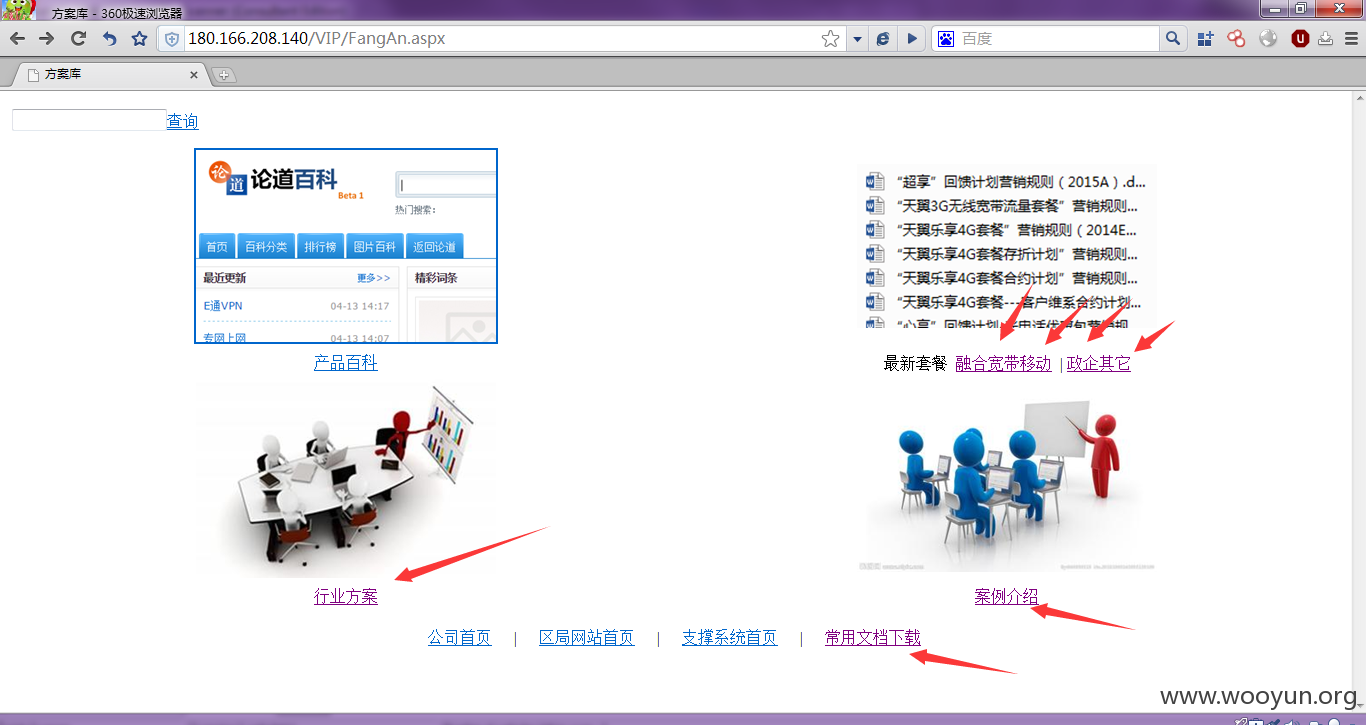 方案库 - 360极速浏览器
180.166.208.140/VIP/FangAn.aspx
百度
方案库
查询
论道 论道百科 Beta 1
热门搜索:
首页 百科分类 排行榜 图片百科 返回论道
最近更新 更多>> 精彩词条
E通VPN 04-13 14:17
专网上网 04-13 14:07
产品百科
“超享”回馈计划营销规则（2015A）.d...
“天翼3G无线宽带流量套餐”营销规则...
“天翼乐享4G套餐”营销规则（2014E...
“天翼乐享4G套餐存折计划”营销规则...
“天翼乐享4G套餐合约计划”营销规则...
“天翼乐享4G套餐---客户维系合约计划...
最新套餐 融合宽带移动 | 政企其它
行业方案
案例介绍
公司首页 | 区局网站首页 | 支撑系统首页 | 常用文档下载
www.wooyun.org